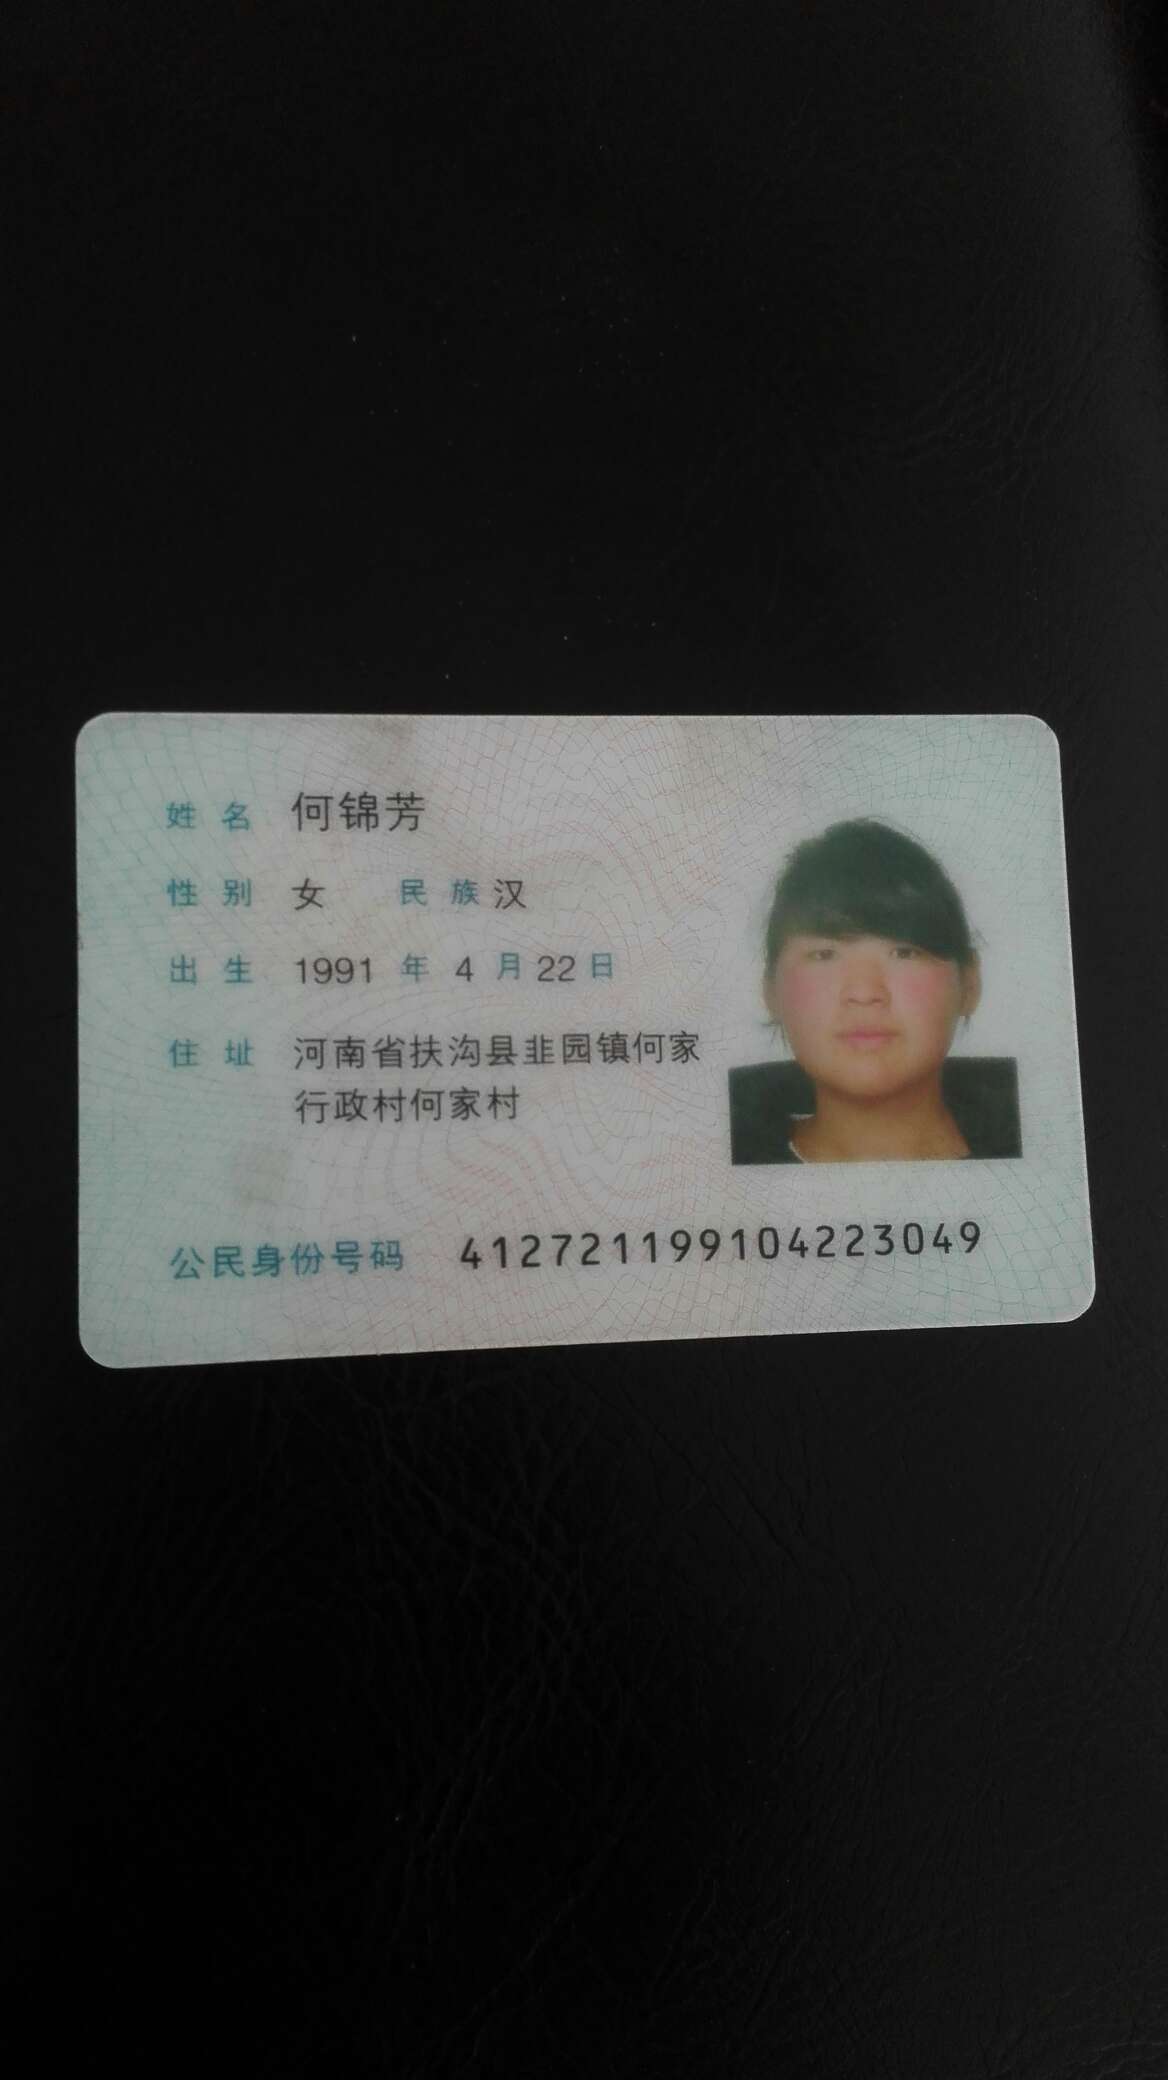 姓名 何锦芳
性别 女 民族 汉
出生 1991 年 4 月 22 日
住址 河南省扶沟县韭园镇何家
行政村何家村
公民身份号码 412721199104223049